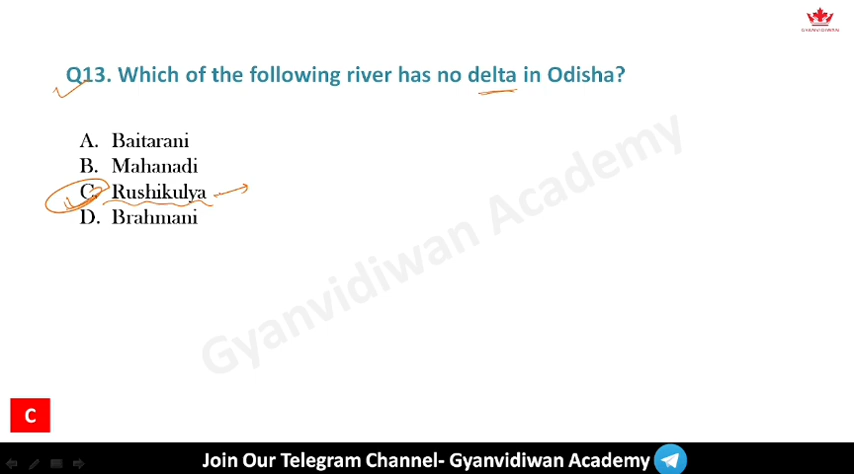 GYANVIDIWAN
Q13. Which of the following river has no delta in Odisha?
A. Baitarani
B. Mahanadi
C. Rushikulya
D. Brahmani
Gyanvidiwan Academy
C
Join Our Telegram Channel- Gyanvidiwan Academy